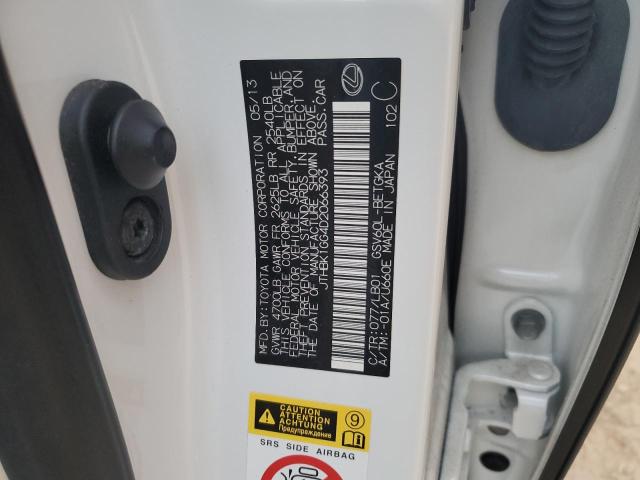 MFD.BY:TOYOTA MOTOR CORPORATION 05/13
GVWR 4700LB GAWR FR 2625LB RR 2540LB
THIS VEHICLE CONFORMS TO ALL APPLICABLE
FEDERAL MOTOR VEHICLE SAFETY, BUMPER, AND
THEFT PREVENTION STANDARDS IN EFFECT ON
THE DATE OF MANUFACTURE SHOWN ABOVE.
JTHBK1GG4D2066393 PASS.CAR
C/TR:077/LB01 GSV60L-BETGKA
A/TM:-01A/U660E MADE IN JAPAN 102 C
CAUTION
ATTENTION
ACHTUNG
Предупреждение
9
SRS SIDE AIRBAG